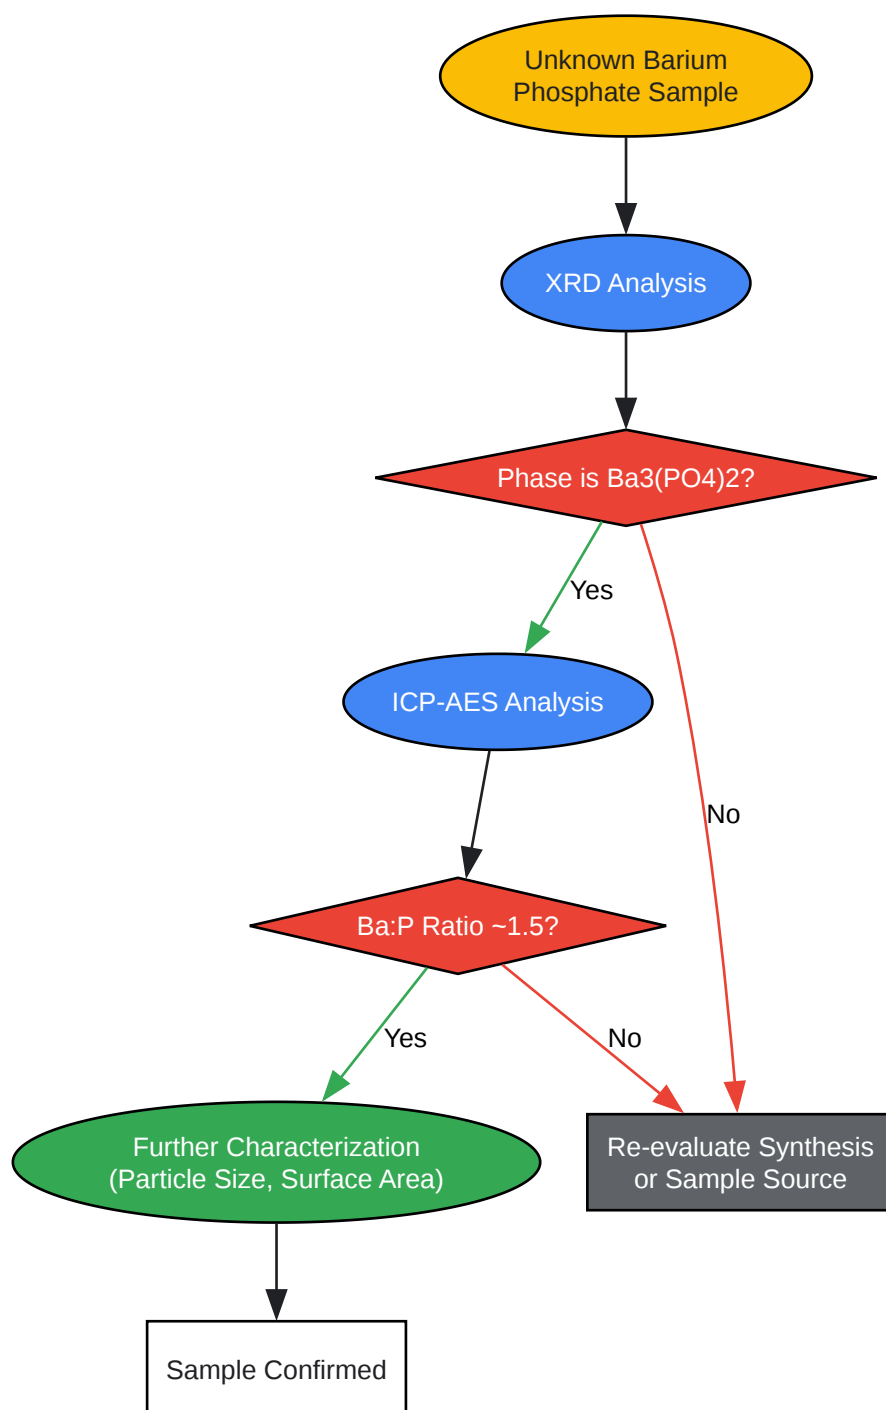 Unknown Barium
Phosphate Sample
XRD Analysis
Phase is Ba3(PO4)2?
Yes
ICP-AES Analysis
No
Ba:P Ratio ~1.5?
Yes
No
Further Characterization
(Particle Size, Surface Area)
Re-evaluate Synthesis
or Sample Source
Sample Confirmed